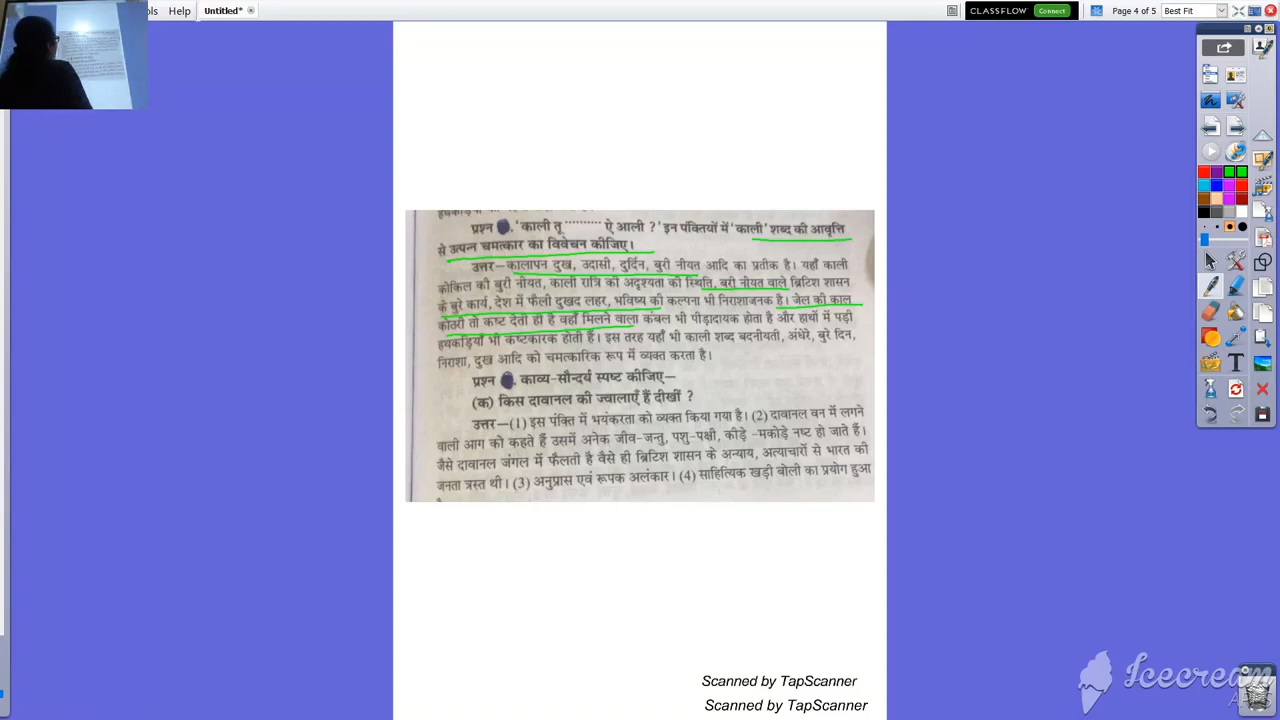 ols Help Untitled* CLASSFLOW Connect Page 4 of 5 Best Fit
प्रश्न . 'काली तू ·········· ऐ आली ?' इन पंक्तियों में 'काली' शब्द की आवृत्ति
से उत्पन्न चमत्कार का विवेचन कीजिए।
उत्तर—कालापन दुख, उदासी, दुर्दिन, बुरी नीयत आदि का प्रतीक है। यहाँ काली
कोकिल की बुरी नीयत, काली रात्रि की अदृश्यता की स्थिति, बरी नीयत वाले ब्रिटिश शासन
के बुरे कार्य, देश में फैली दुखद लहर, भविष्य की कल्पना भी निराशाजनक है। जेल की काल
कोठरी तो कष्ट देती ही है वहाँ मिलने वाला कंबल भी पीड़ादायक होता है और हाथों में पड़ी
हथकड़ियाँ भी कष्टकारक होती हैं। इस तरह यहाँ भी काली शब्द बदनीयती, अंधेरे, बुरे दिन,
निराशा, दुख आदि को चमत्कारिक रूप में व्यक्त करता है।
प्रश्न . काव्य-सौन्दर्य स्पष्ट कीजिए—
(क) किस दावानल की ज्वालाएँ हैं दीखीं ?
उत्तर—(1) इस पंक्ति में भयंकरता को व्यक्त किया गया है। (2) दावानल वन में लगने
वाली आग को कहते हैं उसमें अनेक जीव-जन्तु, पशु-पक्षी, कीड़े -मकोड़े नष्ट हो जाते हैं।
जैसे दावानल जंगल में फैलती है वैसे ही ब्रिटिश शासन के अन्याय, अत्याचारों से भारत की
जनता त्रस्त थी। (3) अनुप्रास एवं रूपक अलंकार। (4) साहित्यिक खड़ी बोली का प्रयोग हुआ
Scanned by TapScanner
Scanned by TapScanner
Icecream
APPS